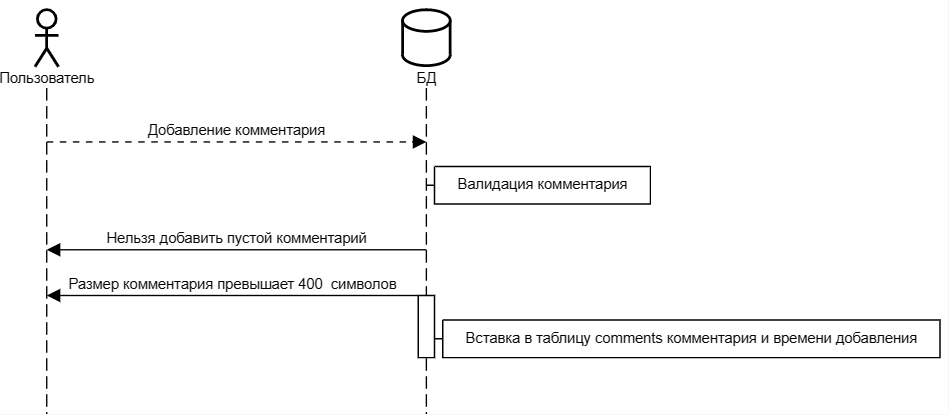 Пользователь
БД
Добавление комментария
Валидация комментария
Нельзя добавить пустой комментарий
Размер комментария превышает 400 символов
Вставка в таблицу comments комментария и времени добавления